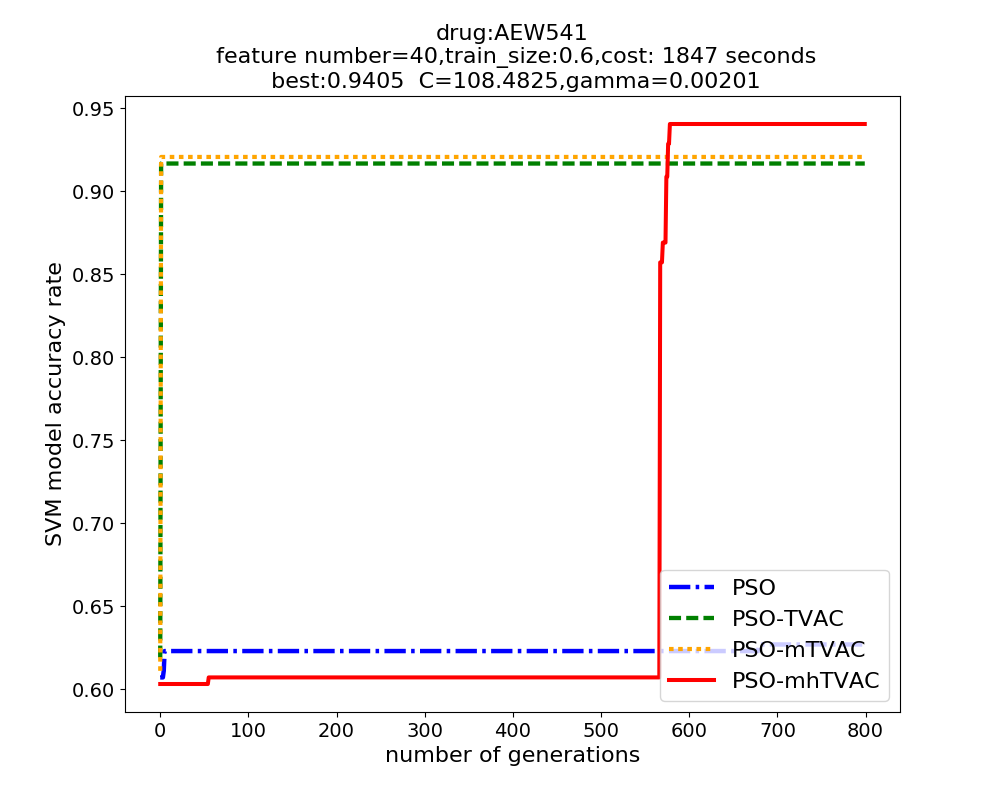 drug:AEW541
feature number=40,train_size:0.6,cost: 1847 seconds
best:0.9405  C=108.4825,gamma=0.00201
SVM model accuracy rate
0.95
0.90
0.85
0.80
0.75
0.70
0.65
0.60
PSO
PSO-TVAC
PSO-mTVAC
PSO-mhTVAC
0 100 200 300 400 500 600 700 800
number of generations